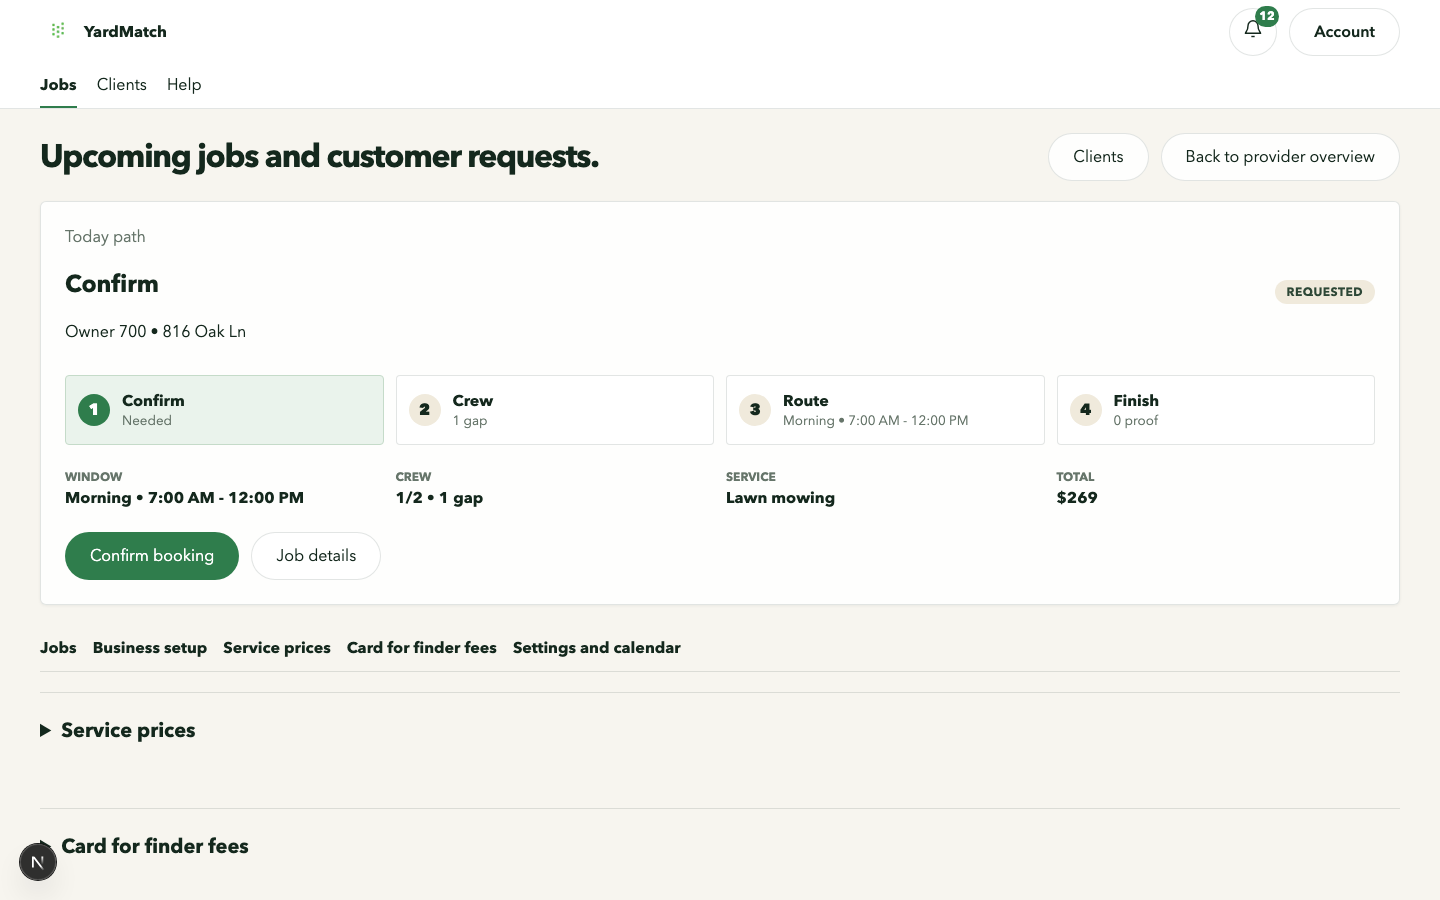 YardMatch
12
Account
Jobs Clients Help
Upcoming jobs and customer requests.
Clients
Back to provider overview
Today path
Confirm
REQUESTED
Owner 700 • 816 Oak Ln
1 Confirm
Needed
2 Crew
1 gap
3 Route
Morning • 7:00 AM - 12:00 PM
4 Finish
0 proof
WINDOW
Morning • 7:00 AM - 12:00 PM
CREW
1/2 • 1 gap
SERVICE
Lawn mowing
TOTAL
$269
Confirm booking
Job details
Jobs Business setup Service prices Card for finder fees Settings and calendar
Service prices
Card for finder fees
N